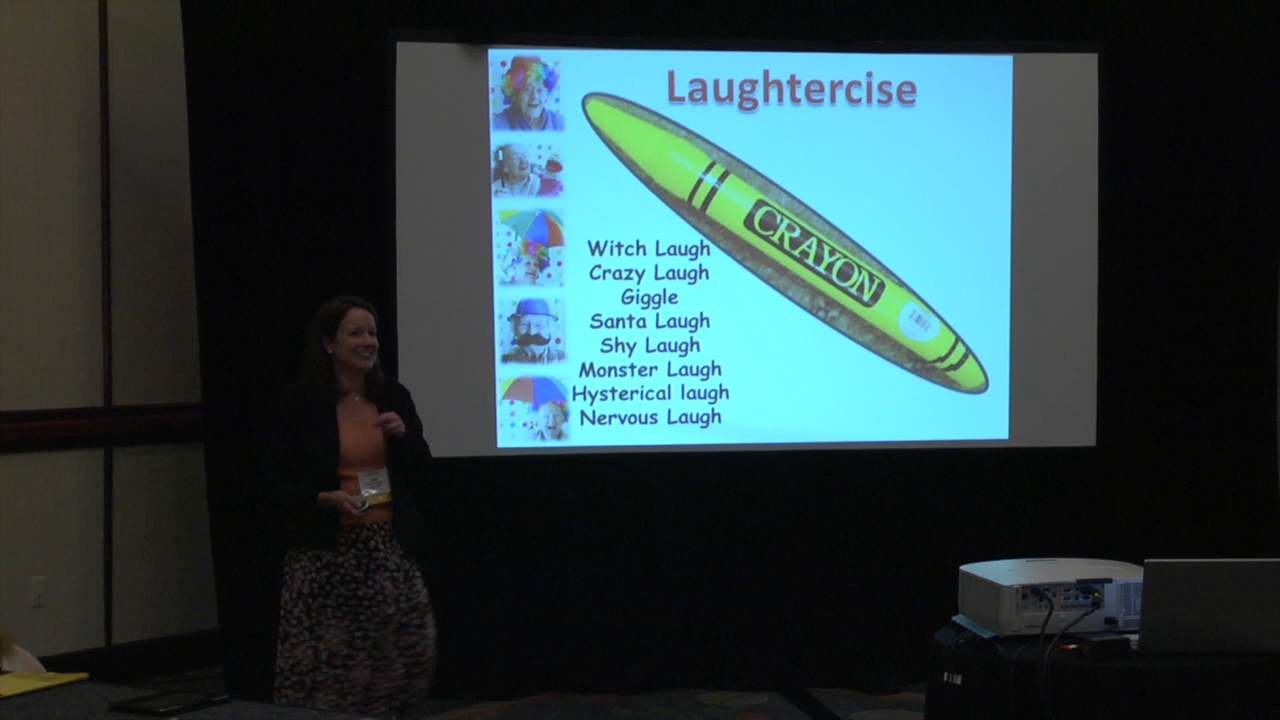 Laughtercise
CRAYON
Witch Laugh
Crazy Laugh
Giggle
Santa Laugh
Shy Laugh
Monster Laugh
Hysterical laugh
Nervous Laugh